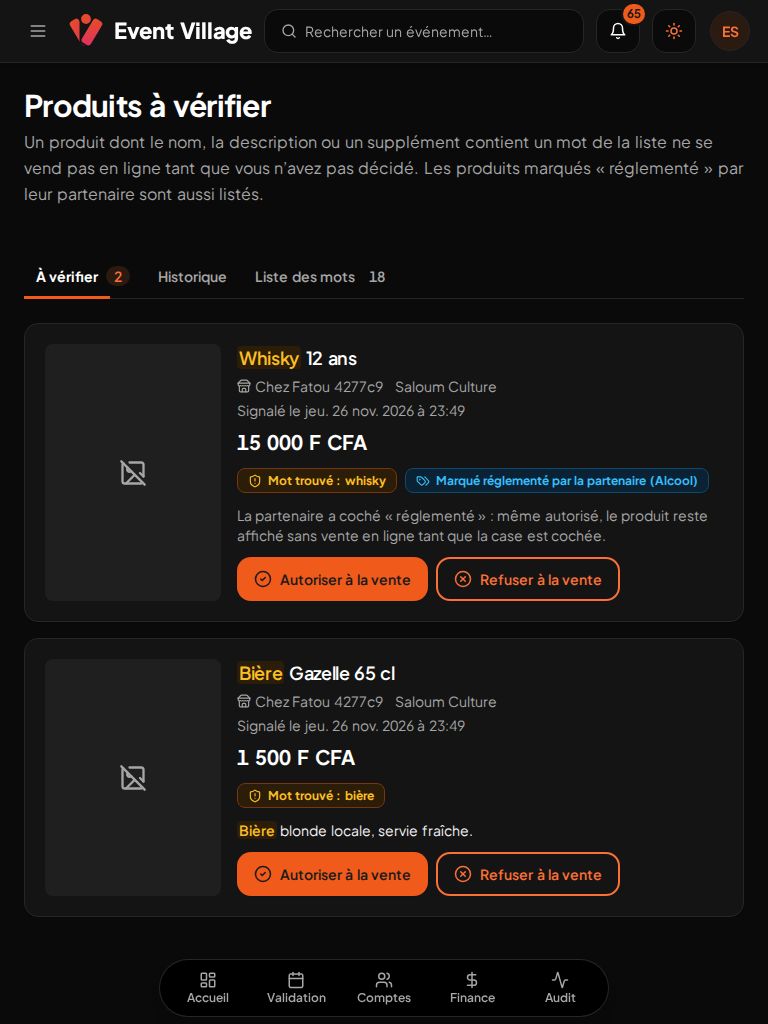 Event Village
Rechercher un événement…
65
ES
Produits à vérifier
Un produit dont le nom, la description ou un supplément contient un mot de la liste ne se
vend pas en ligne tant que vous n’avez pas décidé. Les produits marqués « réglementé » par
leur partenaire sont aussi listés.
À vérifier 2
Historique
Liste des mots 18
Whisky 12 ans
Chez Fatou 4277c9 Saloum Culture
Signalé le jeu. 26 nov. 2026 à 23:49
15 000 F CFA
Mot trouvé : whisky
Marqué réglementé par la partenaire (Alcool)
La partenaire a coché « réglementé » : même autorisé, le produit reste
affiché sans vente en ligne tant que la case est cochée.
Autoriser à la vente
Refuser à la vente
Bière Gazelle 65 cl
Chez Fatou 4277c9 Saloum Culture
Signalé le jeu. 26 nov. 2026 à 23:49
1 500 F CFA
Mot trouvé : bière
Bière blonde locale, servie fraîche.
Autoriser à la vente
Refuser à la vente
Accueil
Validation
Comptes
Finance
Audit